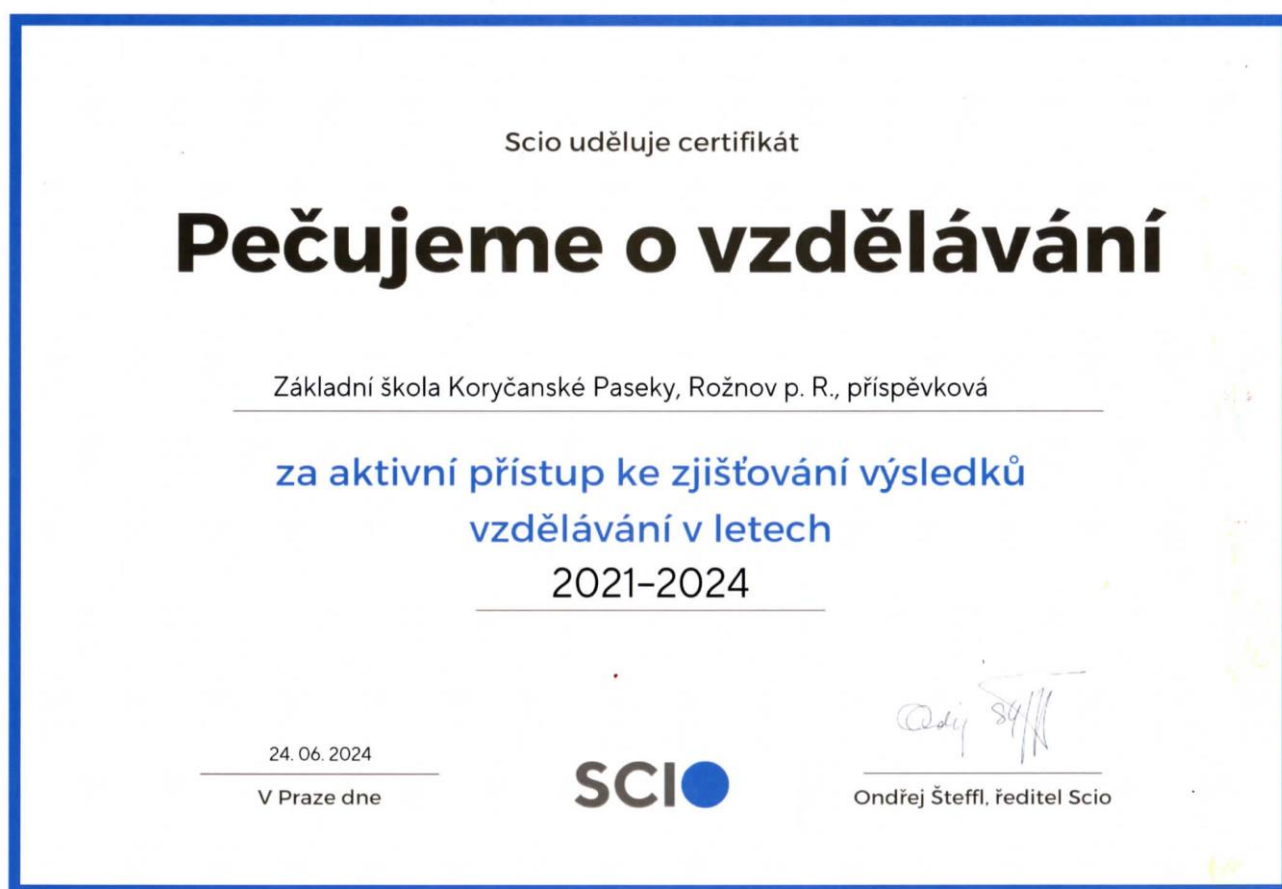 Scio uděluje certifikát
Pečujeme o vzdělávání
Základní škola Koryčanské Paseky, Rožnov p. R., příspěvková
za aktivní přístup ke zjišťování výsledků
vzdělávání v letech
2021–2024
24. 06. 2024
V Praze dne
SCIO
Ondřej Šteffl, ředitel Scio